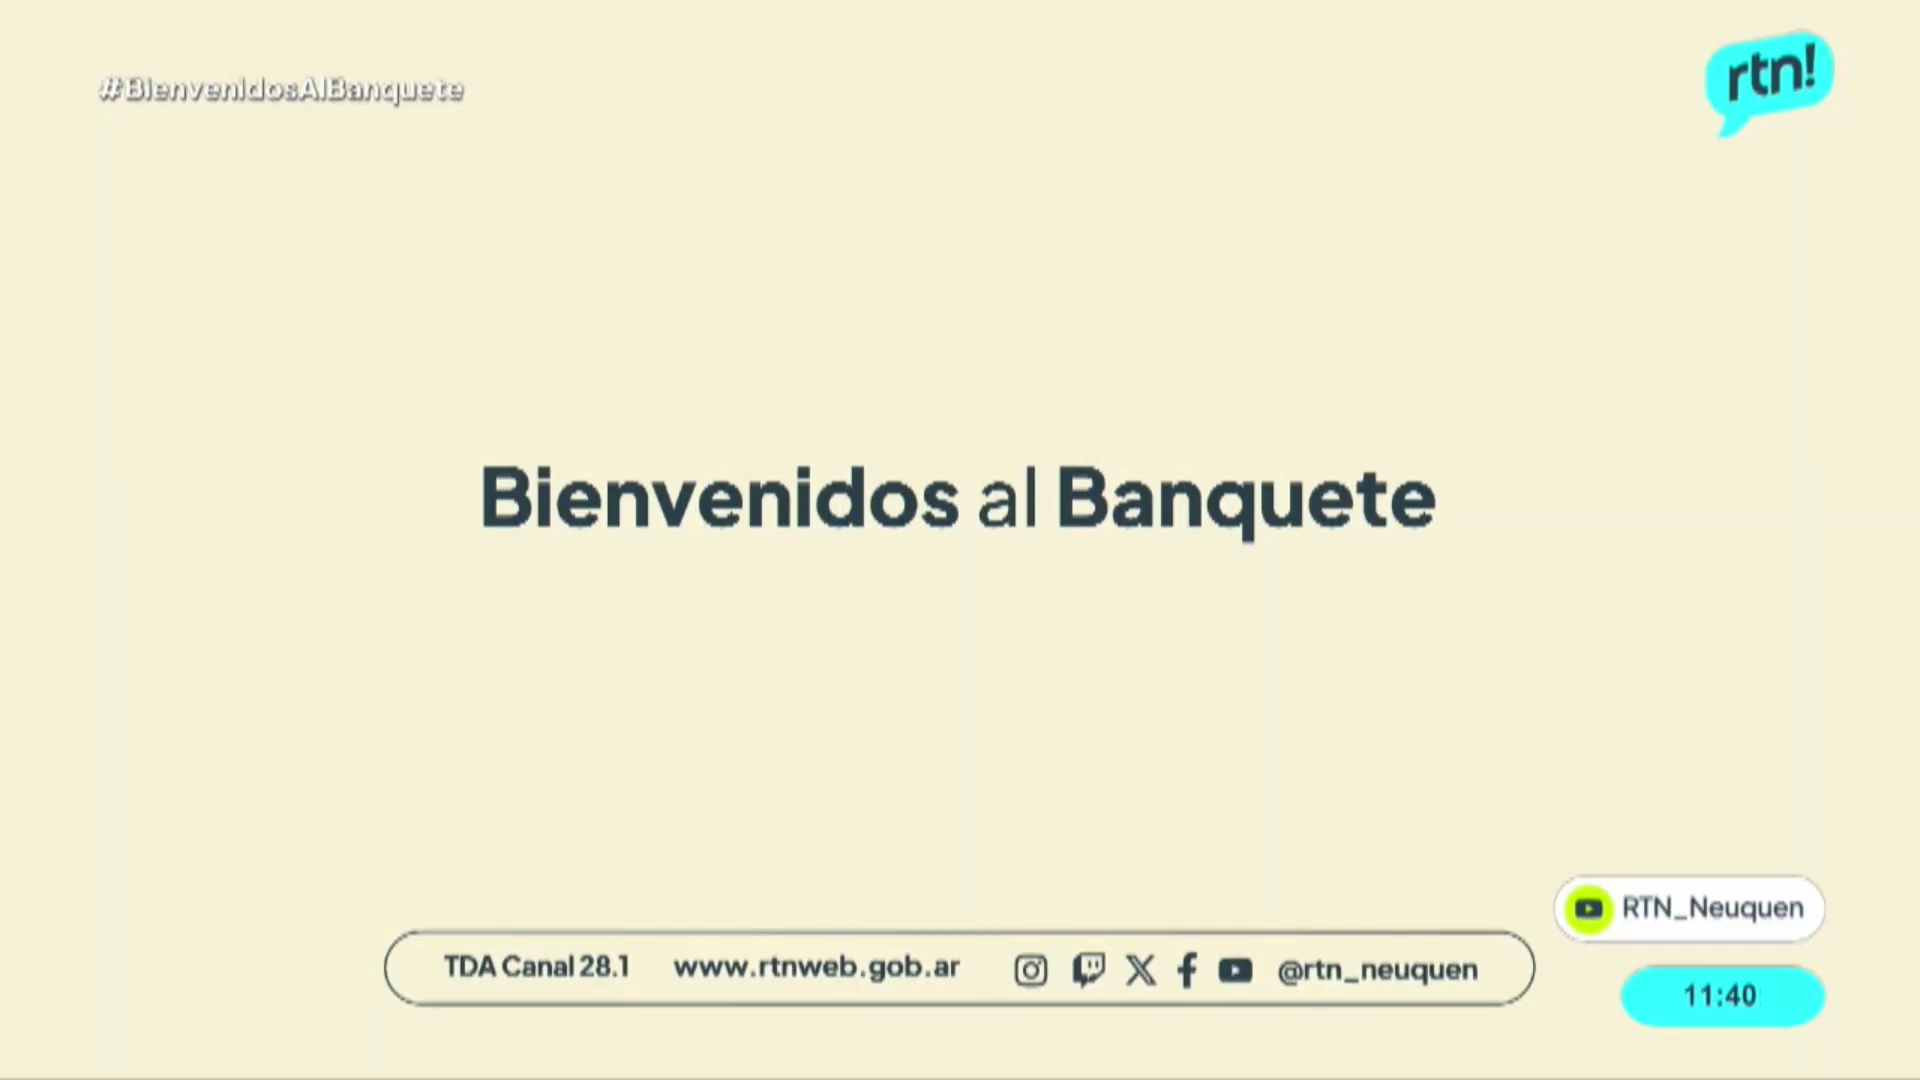 #BienvenidosAlBanquete
rtn!
Bienvenidos al Banquete
RTN_Neuquen
TDA Canal 28.1 www.rtnweb.gob.ar @rtn_neuquen
11:40